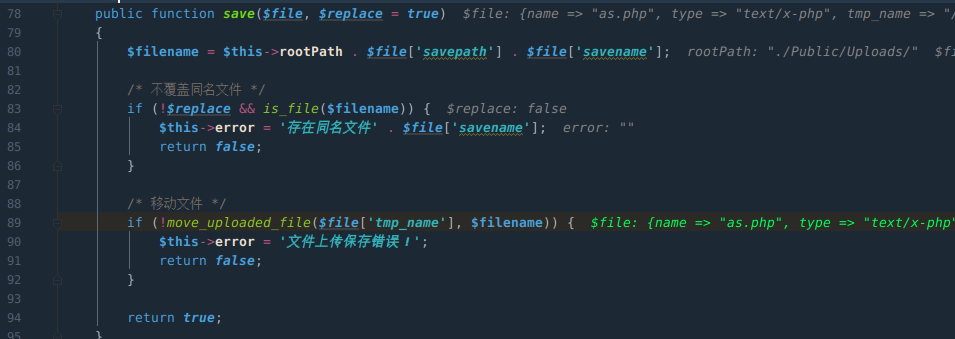 78 public function save($file, $replace = true) $file: {name => "as.php", type => "text/x-php", tmp_name => "/
79 {
80 $filename = $this->rootPath . $file['savepath'] . $file['savename']; rootPath: "./Public/Uploads/" $fi
81
82 /* 不覆盖同名文件 */
83 if (!$replace && is_file($filename)) { $replace: false
84 $this->error = '存在同名文件' . $file['savename']; error: ""
85 return false;
86 }
87
88 /* 移动文件 */
89 if (!move_uploaded_file($file['tmp_name'], $filename)) { $file: {name => "as.php", type => "text/x-php"
90 $this->error = '文件上传保存错误！';
91 return false;
92 }
93
94 return true;
95 }